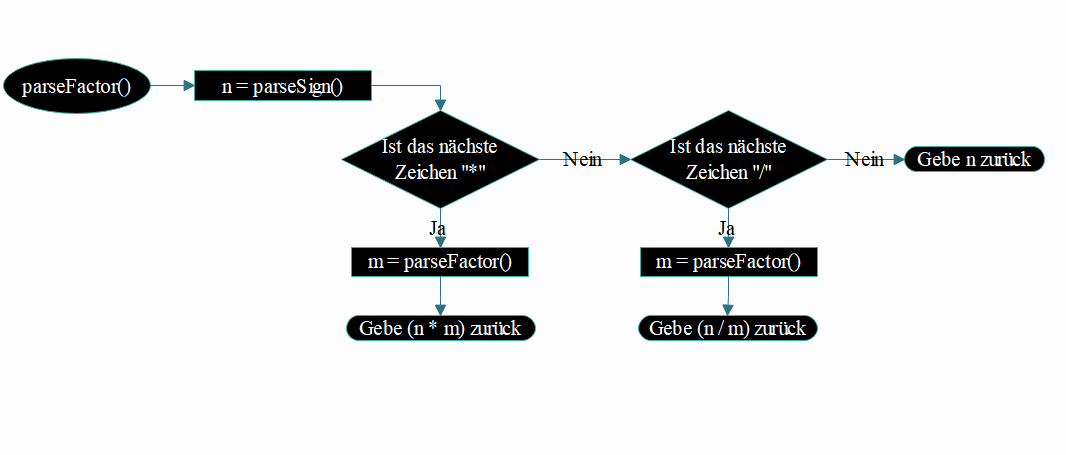 parseFactor()
n = parseSign()
Ist das nächste
Zeichen "*"
Nein
Ist das nächste
Zeichen "/"
Nein
Gebe n zurück
Ja
Ja
m = parseFactor()
m = parseFactor()
Gebe (n * m) zurück
Gebe (n / m) zurück